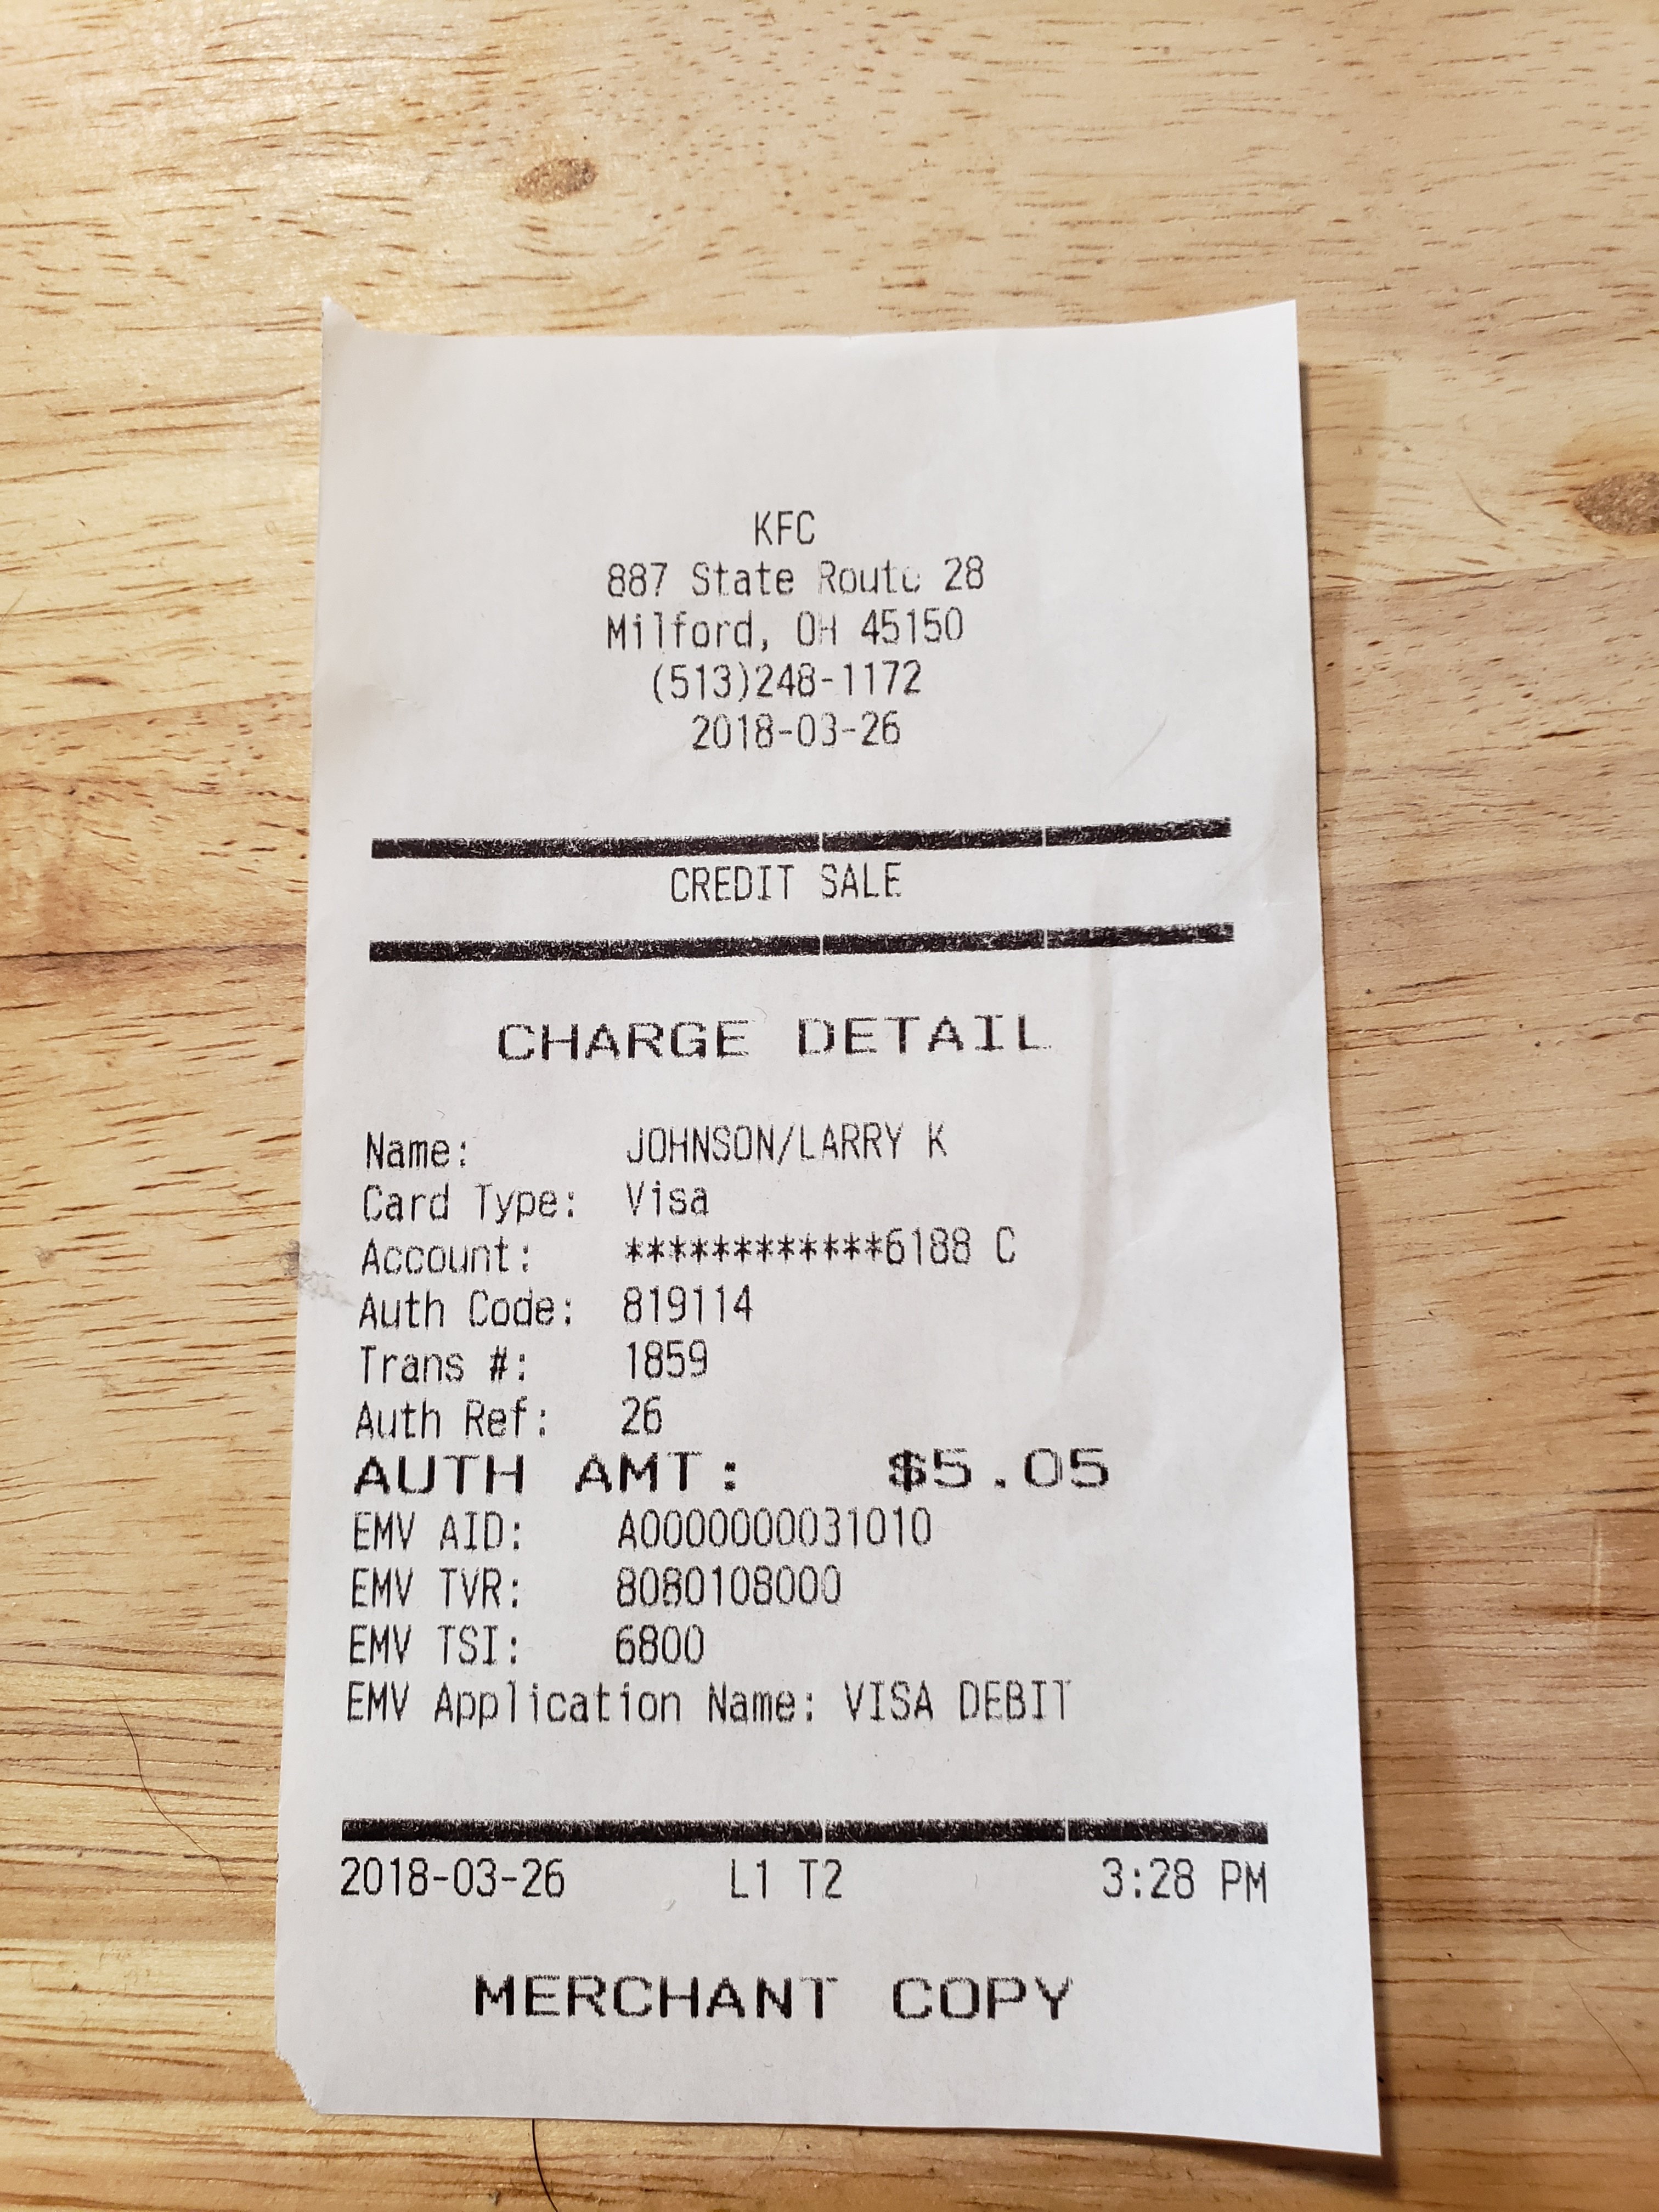 KFC
887 State Route 28
Milford, OH 45150
(513)248-1172
2018-03-26
CREDIT SALE
CHARGE DETAIL
Name: JOHNSON/LARRY K
Card Type: Visa
Account: ************6188 C
Auth Code: 819114
Trans #: 1859
Auth Ref: 26
AUTH AMT: $5.05
EMV AID: A0000000031010
EMV TVR: 8080108000
EMV TSI: 6800
EMV Application Name: VISA DEBIT
2018-03-26 L1 T2 3:28 PM
MERCHANT COPY